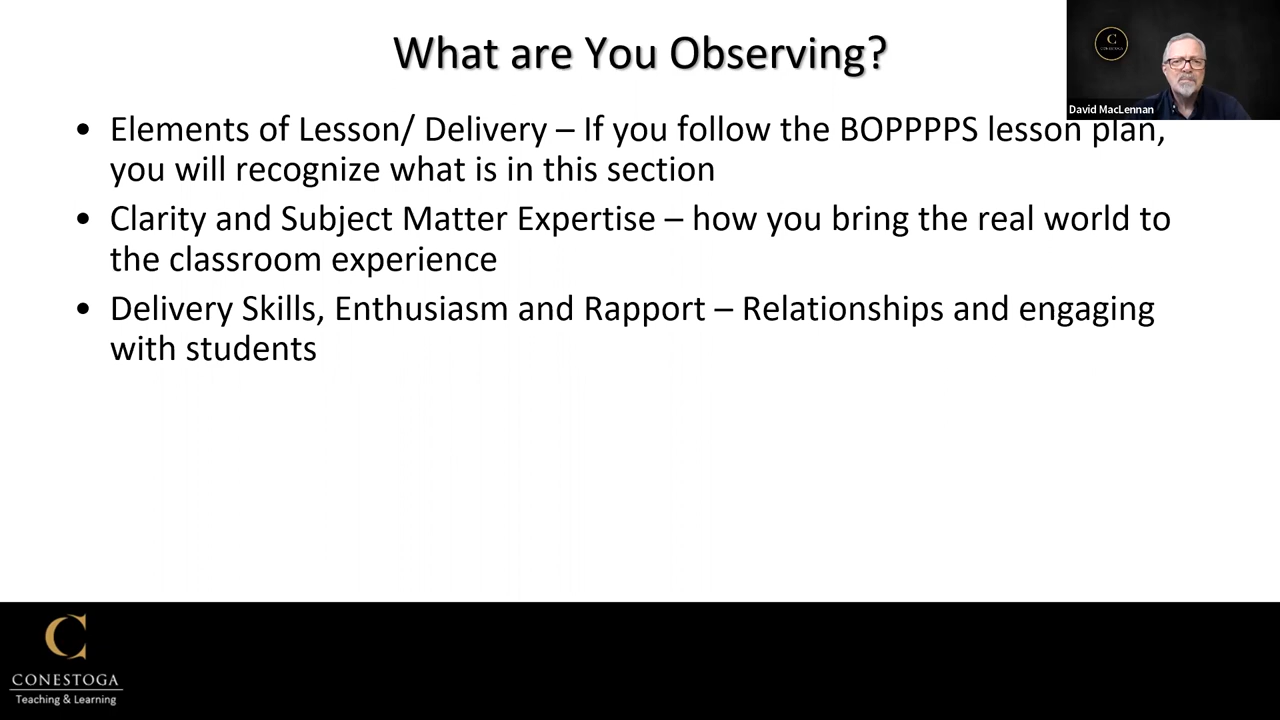 What are You Observing?
David MacLennan
• Elements of Lesson/ Delivery – If you follow the BOPPPPS lesson plan,
you will recognize what is in this section
• Clarity and Subject Matter Expertise – how you bring the real world to
the classroom experience
• Delivery Skills, Enthusiasm and Rapport – Relationships and engaging
with students
C
CONESTOGA
Teaching & Learning